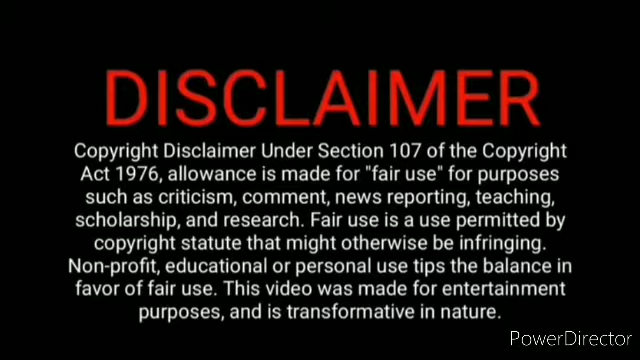 DISCLAIMER
Copyright Disclaimer Under Section 107 of the Copyright
Act 1976, allowance is made for "fair use" for purposes
such as criticism, comment, news reporting, teaching,
scholarship, and research. Fair use is a use permitted by
copyright statute that might otherwise be infringing.
Non-profit, educational or personal use tips the balance in
favor of fair use. This video was made for entertainment
purposes, and is transformative in nature.
PowerDirector